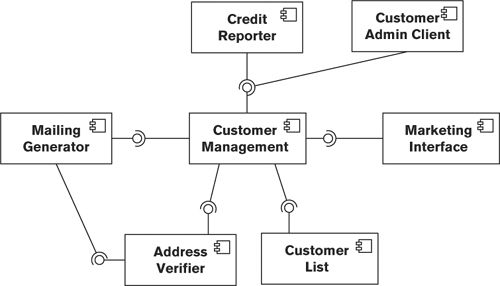 Credit
Reporter
Customer
Admin Client
Mailing
Generator
Customer
Management
Marketing
Interface
Address
Verifier
Customer
List